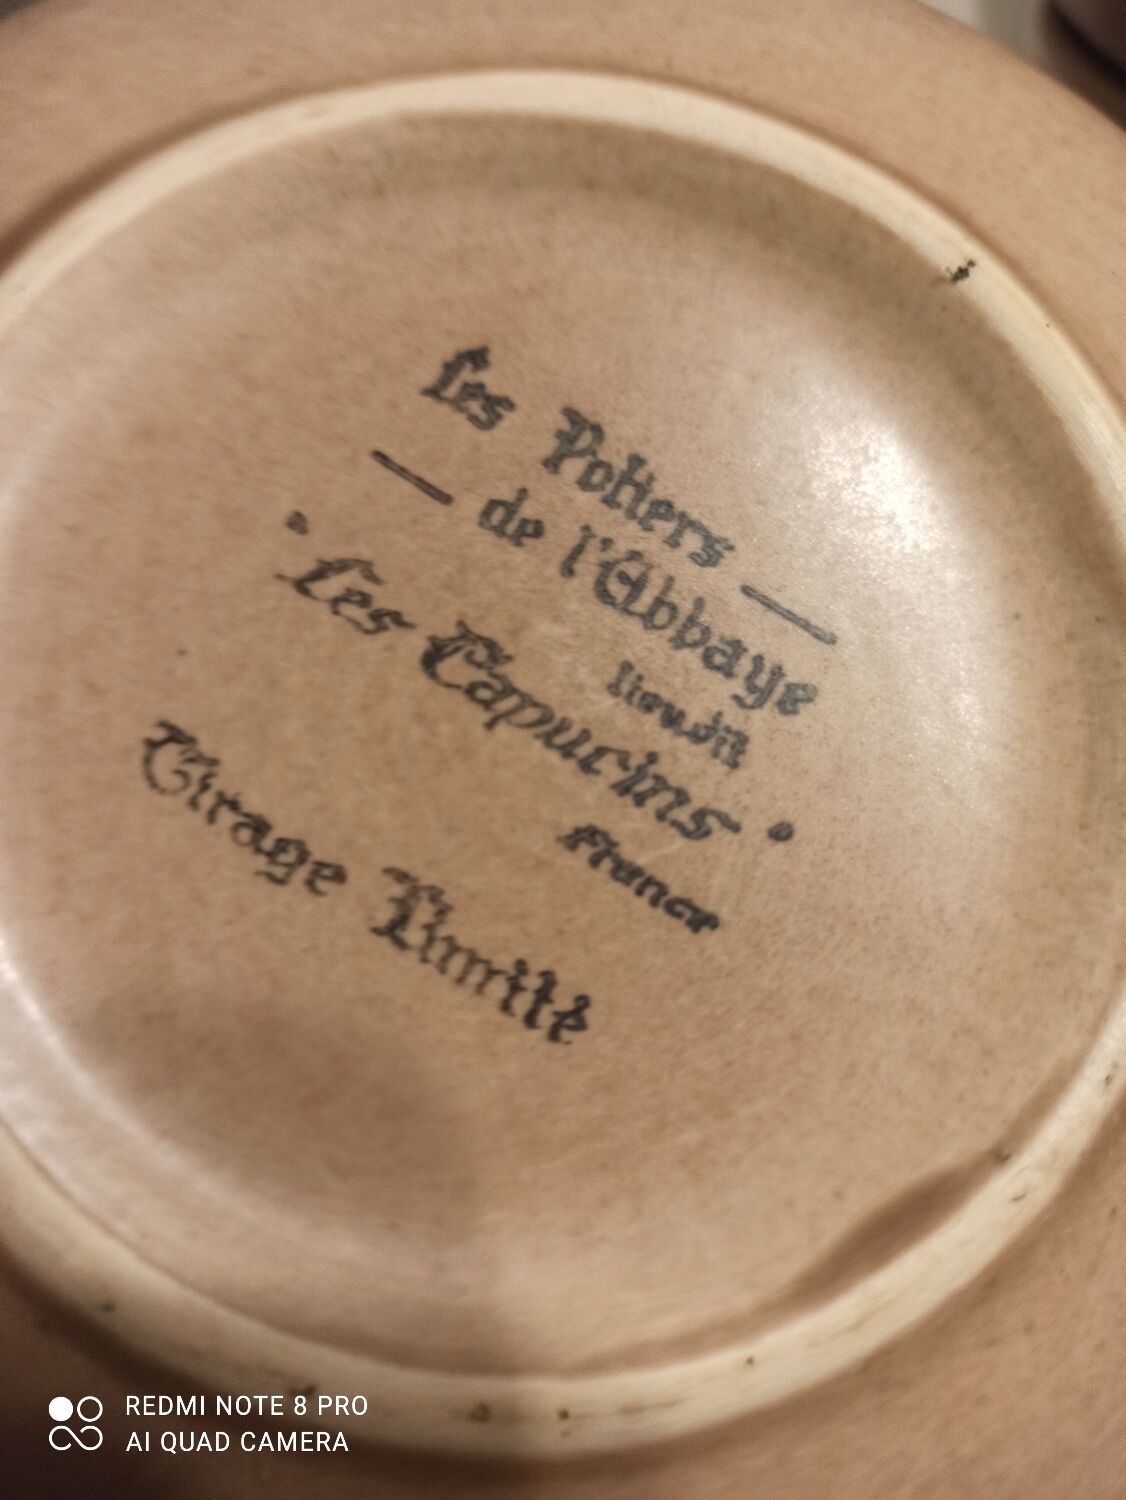 Les Potiers —
— de l'Abbaye
lieudit
"Les Capucins"
France
Tirage Limité
REDMI NOTE 8 PRO
AI QUAD CAMERA